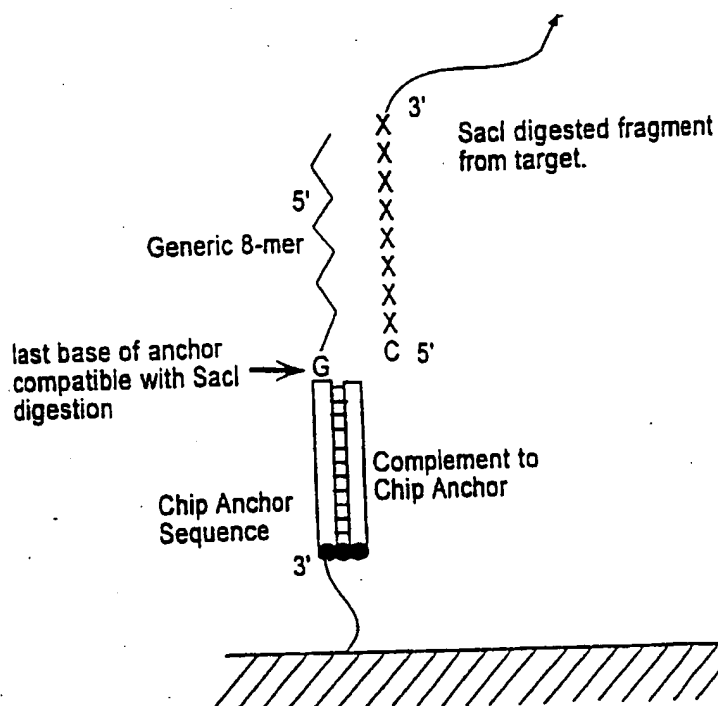 3'
SacI digested fragment
from target.
X
X
X
X
X
X
X
X
5'
Generic 8-mer
C 5'
last base of anchor
compatible with SacI
digestion
G
Complement to
Chip Anchor
Chip Anchor
Sequence
3'